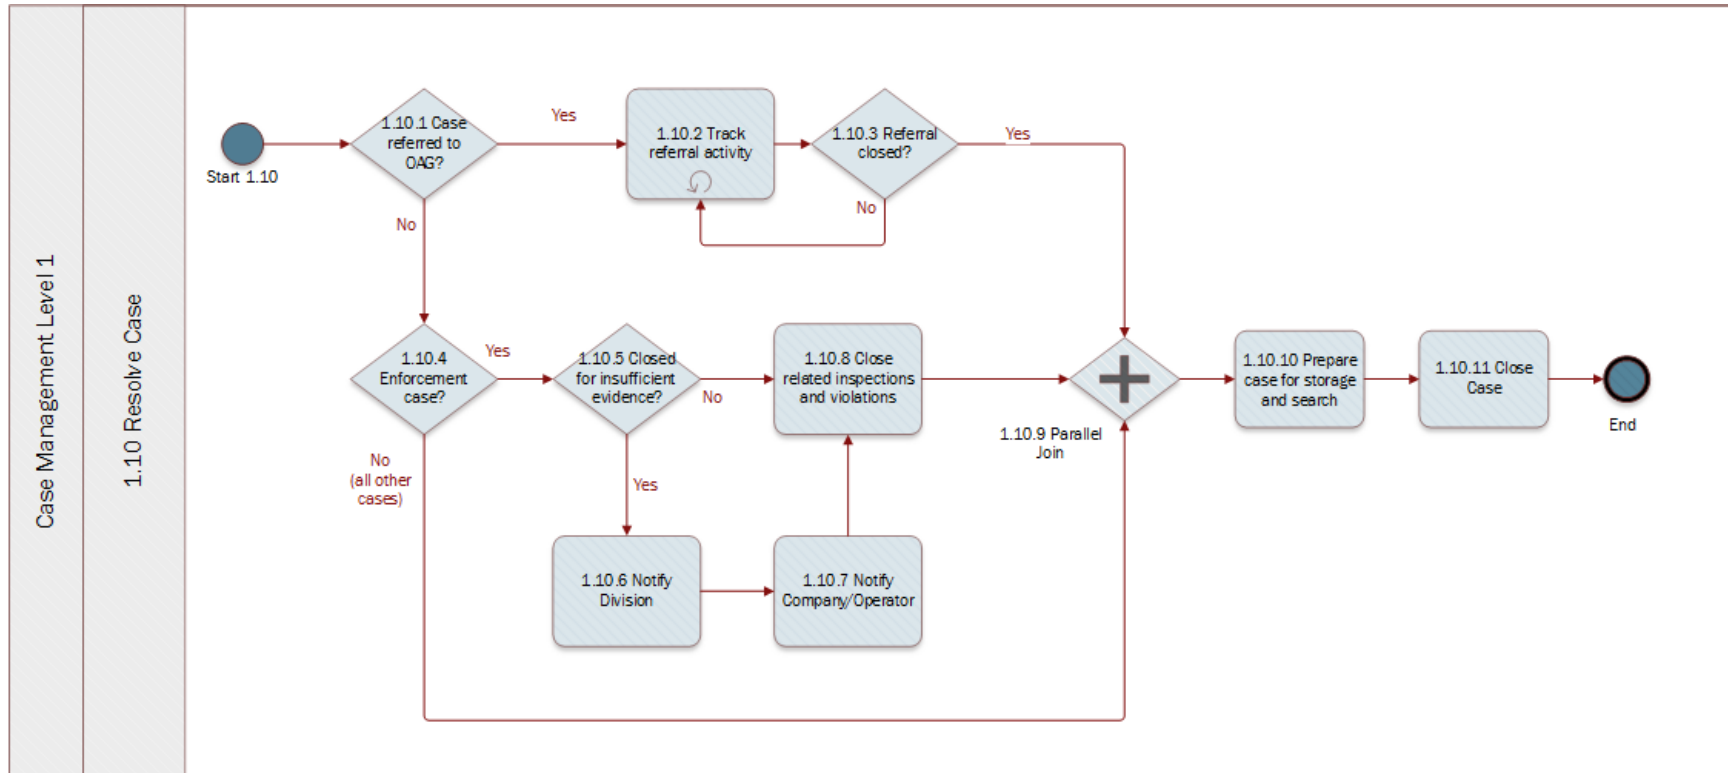 Case Management Level 1
1.10 Resolve Case
Start 1.10
1.10.1 Case
referred to
OAG?
Yes
No
1.10.2 Track
referral activity
1.10.3 Referral
closed?
Yes
No
1.10.4
Enforcement
case?
Yes
No
(all other
cases)
1.10.5 Closed
for insufficient
evidence?
No
Yes
1.10.6 Notify
Division
1.10.7 Notify
Company/Operator
1.10.8 Close
related inspections
and violations
1.10.9 Parallel
Join
1.10.10 Prepare
case for storage
and search
1.10.11 Close
Case
End